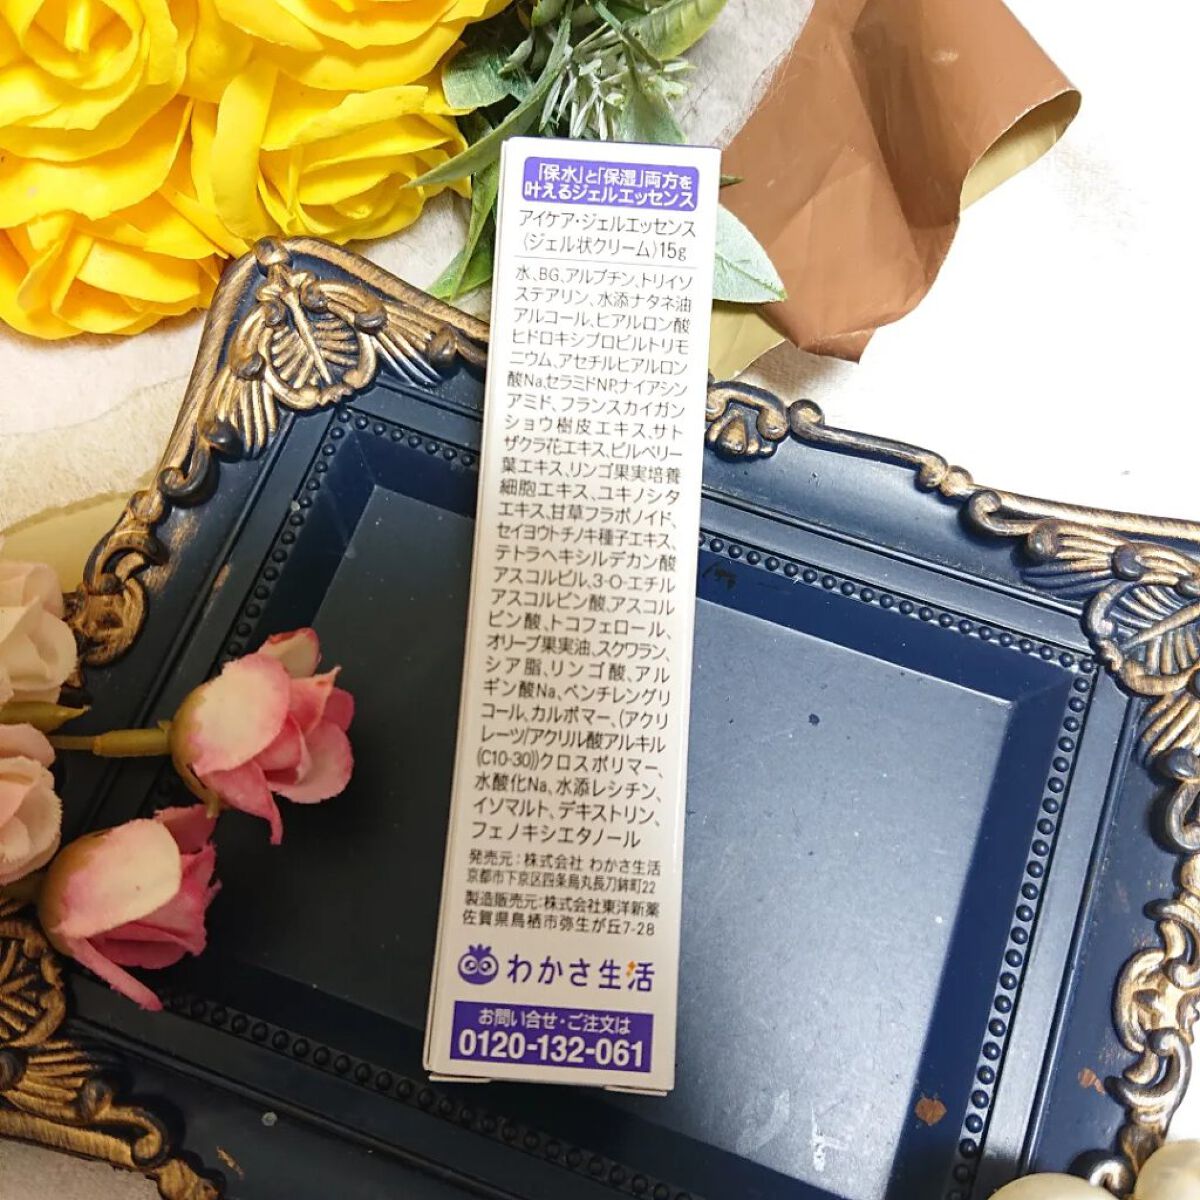 「保水」と「保湿」両方を
叶えるジェルエッセンス
アイケア・ジェルエッセンス
(ジェル状クリーム)15g
水、BG、アルブチン、トリイソ
ステアリン、水添ナタネ油
アルコール、ヒアルロン酸
ヒドロキシプロピルトリモ
ニウム、アセチルヒアルロン
酸Na、セラミドNP、ナイアシン
アミド、フランスカイガン
ショウ樹皮エキス、サト
ザクラ花エキス、ビルベリー
葉エキス、リンゴ果実培養
細胞エキス、ユキノシタ
エキス、甘草フラボノイド、
セイヨウトチノキ種子エキス、
テトラヘキシルデカン酸
アスコルビル、3-O-エチル
アスコルビン酸、アスコル
ビン酸、トコフェロール、
オリーブ果実油、スクワラン、
シア脂、リンゴ酸、アル
ギン酸Na、ペンチレングリ
コール、カルボマー、(アクリ
レーツ/アクリル酸アルキル
(C10-30))クロスポリマー、
水酸化Na、水添レシチン、
イソマルト、デキストリン、
フェノキシエタノール
発売元:株式会社 わかさ生活
京都市下京区四条烏丸長刀鉾町22
製造販売元:株式会社東洋新薬
佐賀県鳥栖市弥生が丘7-28
わかさ生活
お問い合せ・ご注文は
0120-132-061